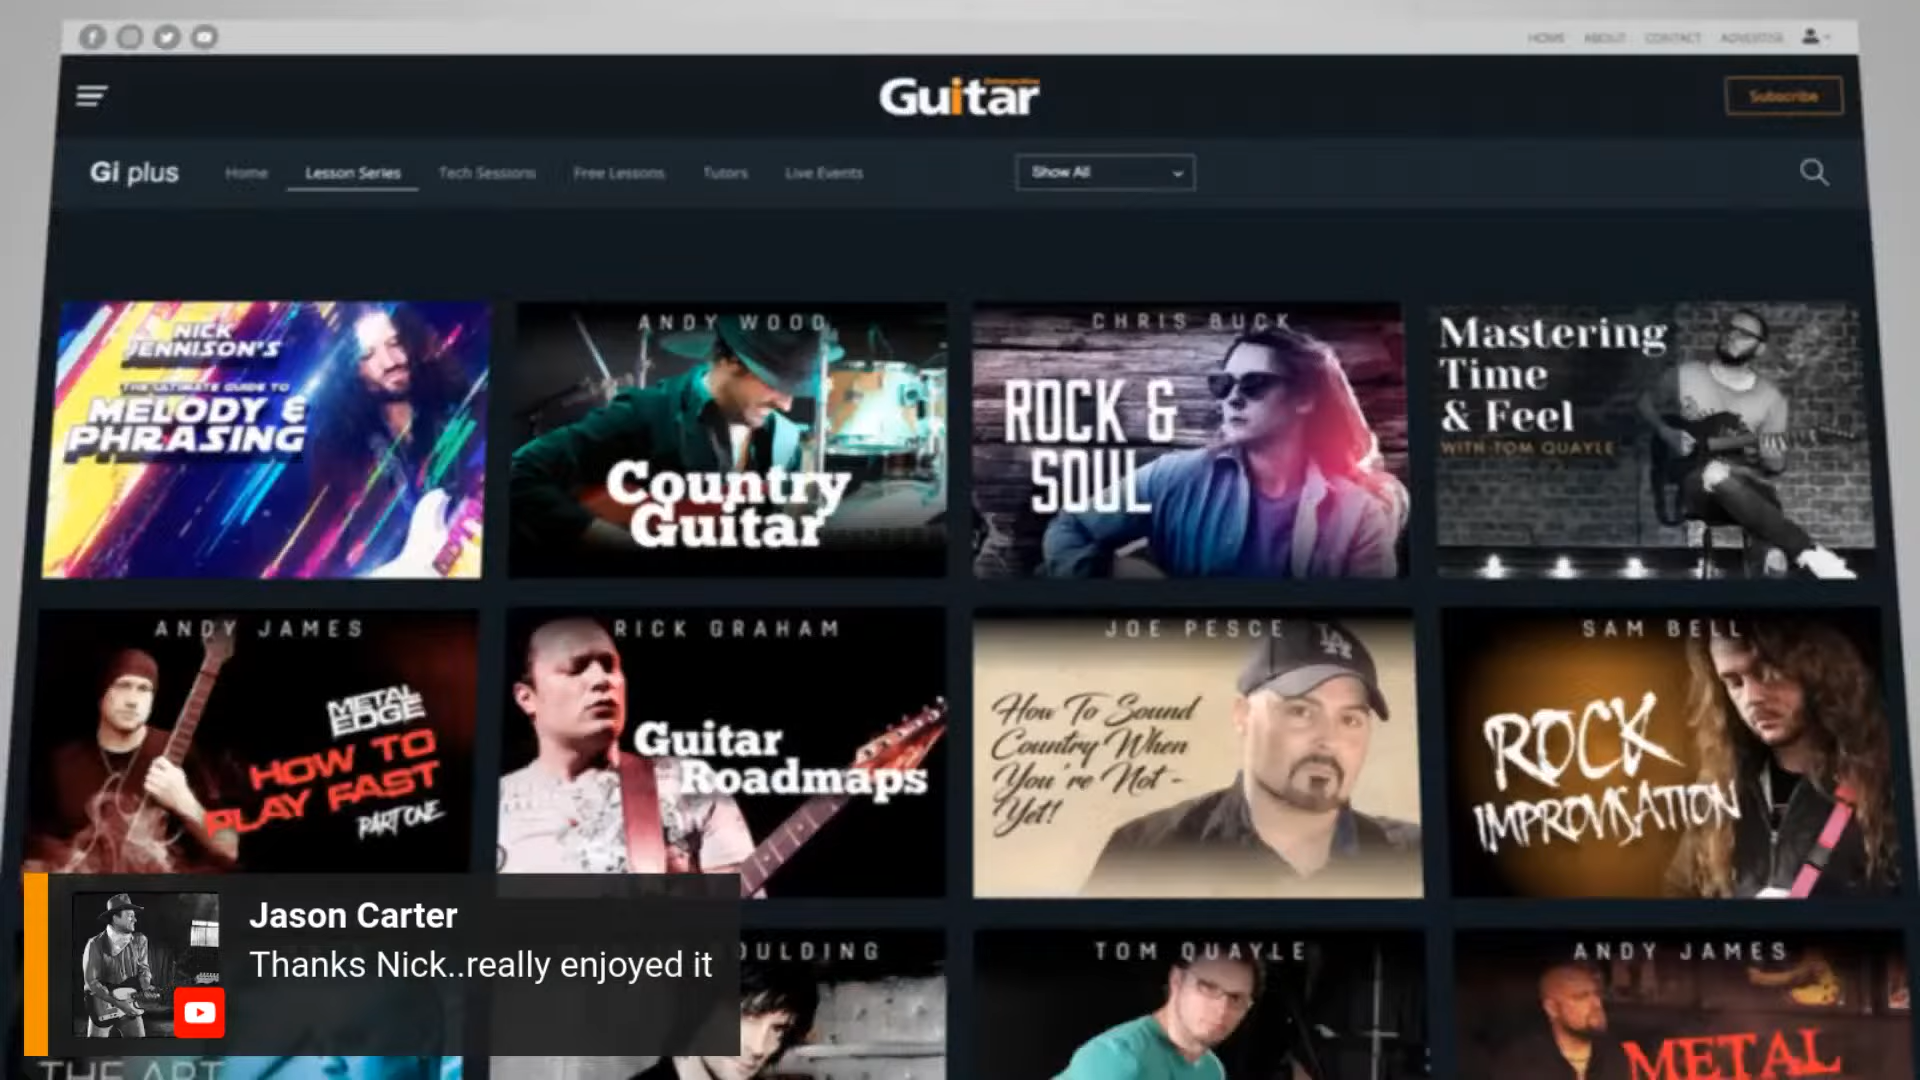 HOME ABOUT CONTACT ADVERTISE
Guitar
Subscribe
Gi plus Home Lesson Series Tech Sessions Free Lessons Tutors Live Events Show All
NICK
JENNISON'S
THE ULTIMATE GUIDE TO
MELODY &
PHRASING
ANDY WOOD
Country
Guitar
CHRIS BUCK
ROCK &
SOUL
Mastering
Time
& Feel
WITH TOM QUAYLE
ANDY JAMES
METAL
EDGE
HOW TO
PLAY FAST
PART ONE
RICK GRAHAM
Guitar
Roadmaps
JOE PESCE
How To Sound
Country When
You're Not -
Yet!
SAM BELL
ROCK
IMPROVISATION
Jason Carter
Thanks Nick..really enjoyed it
OULDING
TOM QUAYLE
ANDY JAMES
METAL
THE ART